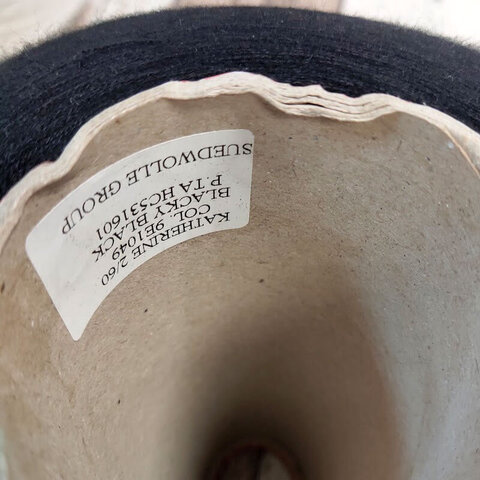 KATHERINE 2/60
COL. 9E1049
BLACKY BLACK
P.TA HC531601
SUEDWOLLE GROUP